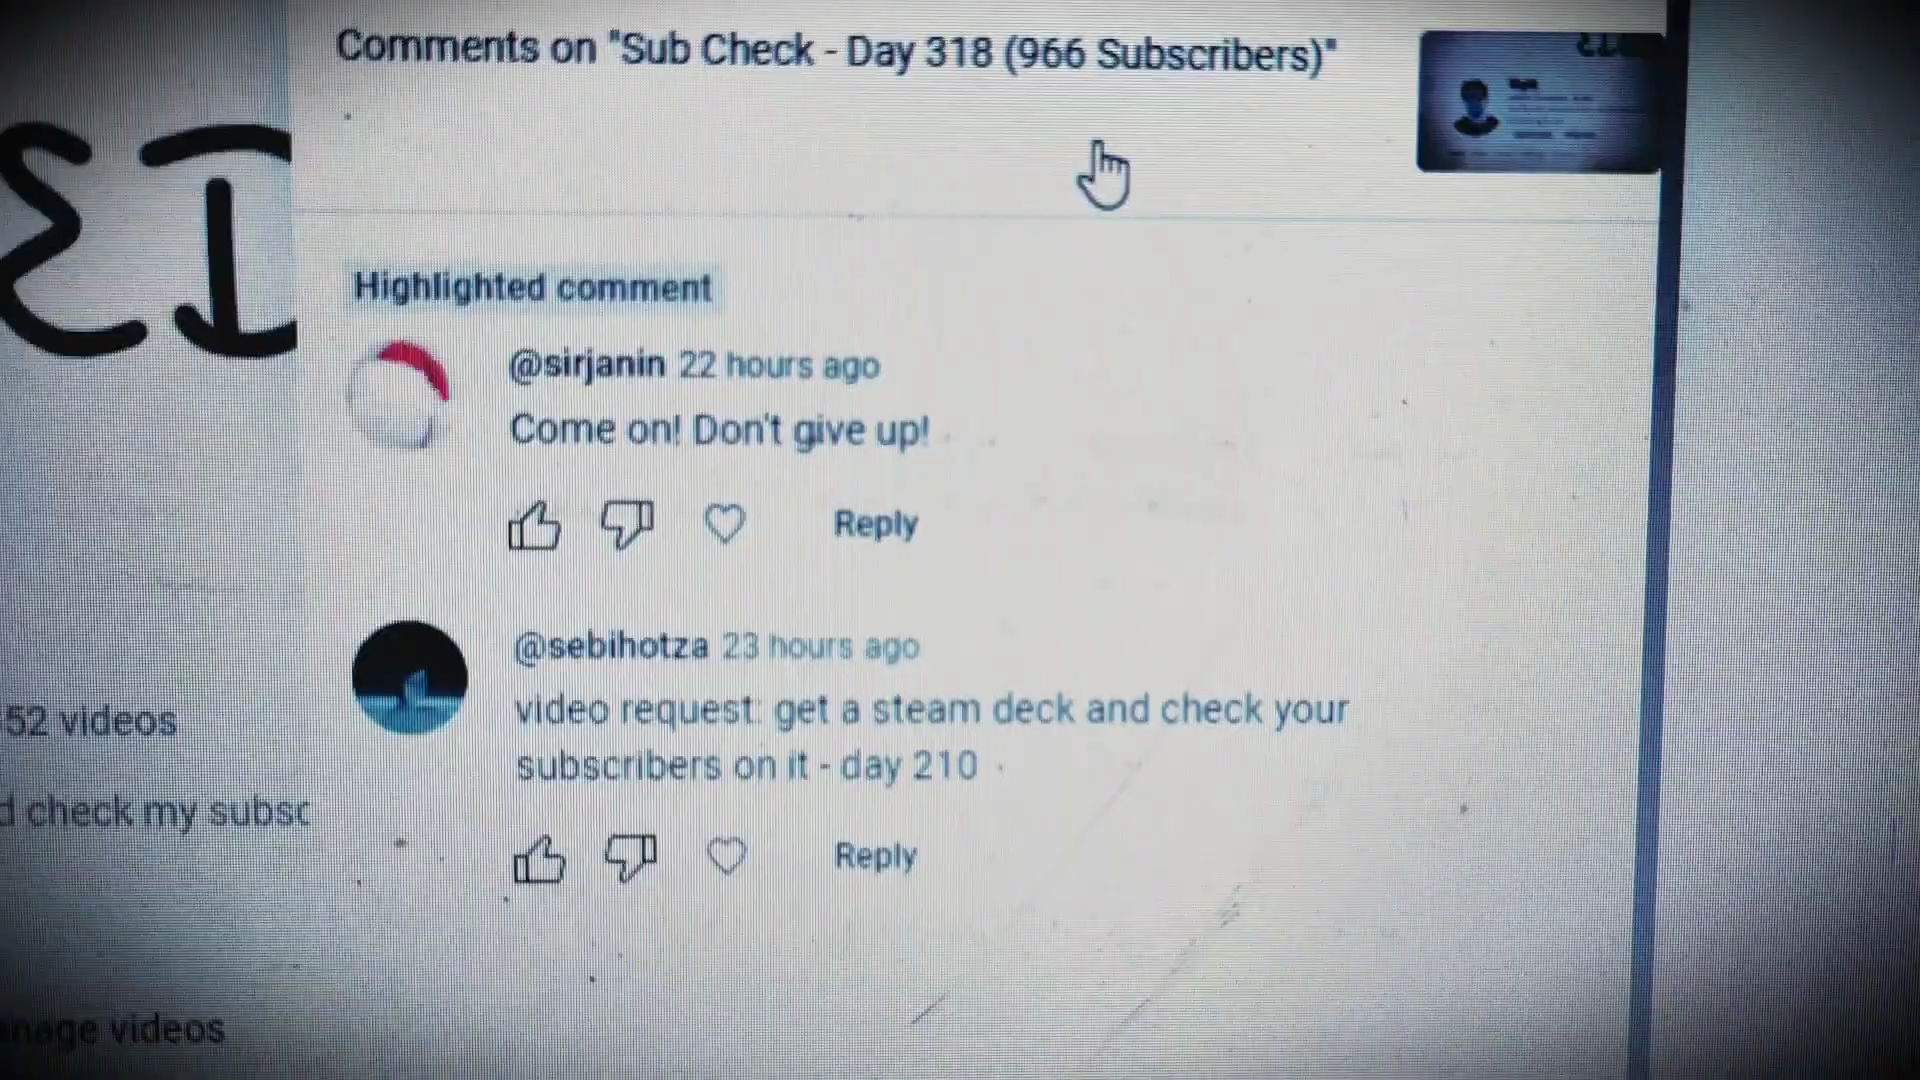 Comments on "Sub Check - Day 318 (966 Subscribers)"
Highlighted comment
@sirjanin 22 hours ago
Come on! Don't give up!
Reply
@sebihotza 23 hours ago
video request: get a steam deck and check your
subscribers on it - day 210
Reply
52 videos
check my subsc
videos